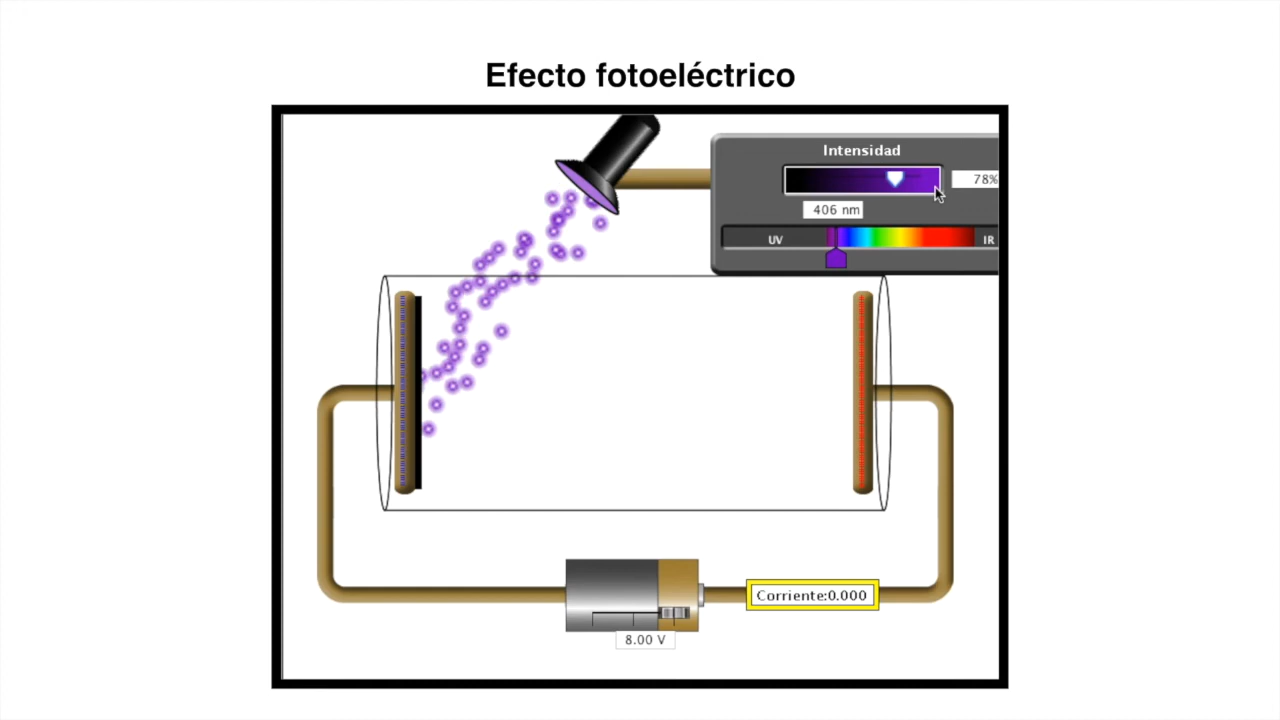 Efecto fotoeléctrico
Intensidad
78%
406 nm
UV
IR
Corriente:0.000
8.00 V